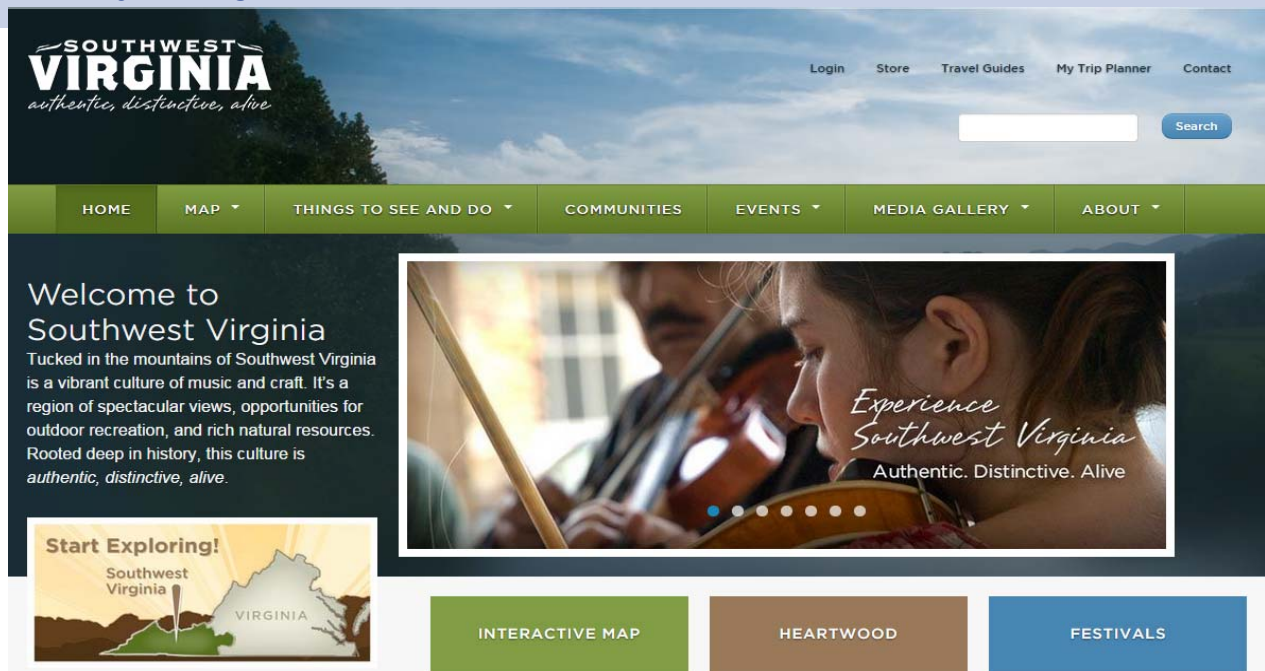 SOUTHWEST
VIRGINIA
authentic, distinctive, alive
Login Store Travel Guides My Trip Planner Contact
Search
HOME MAP THINGS TO SEE AND DO COMMUNITIES EVENTS MEDIA GALLERY ABOUT
Welcome to
Southwest Virginia
Tucked in the mountains of Southwest Virginia
is a vibrant culture of music and craft. It's a
region of spectacular views, opportunities for
outdoor recreation, and rich natural resources.
Rooted deep in history, this culture is
authentic, distinctive, alive.
Experience
Southwest Virginia
Authentic. Distinctive. Alive
Start Exploring!
Southwest
Virginia
VIRGINIA
INTERACTIVE MAP HEARTWOOD FESTIVALS